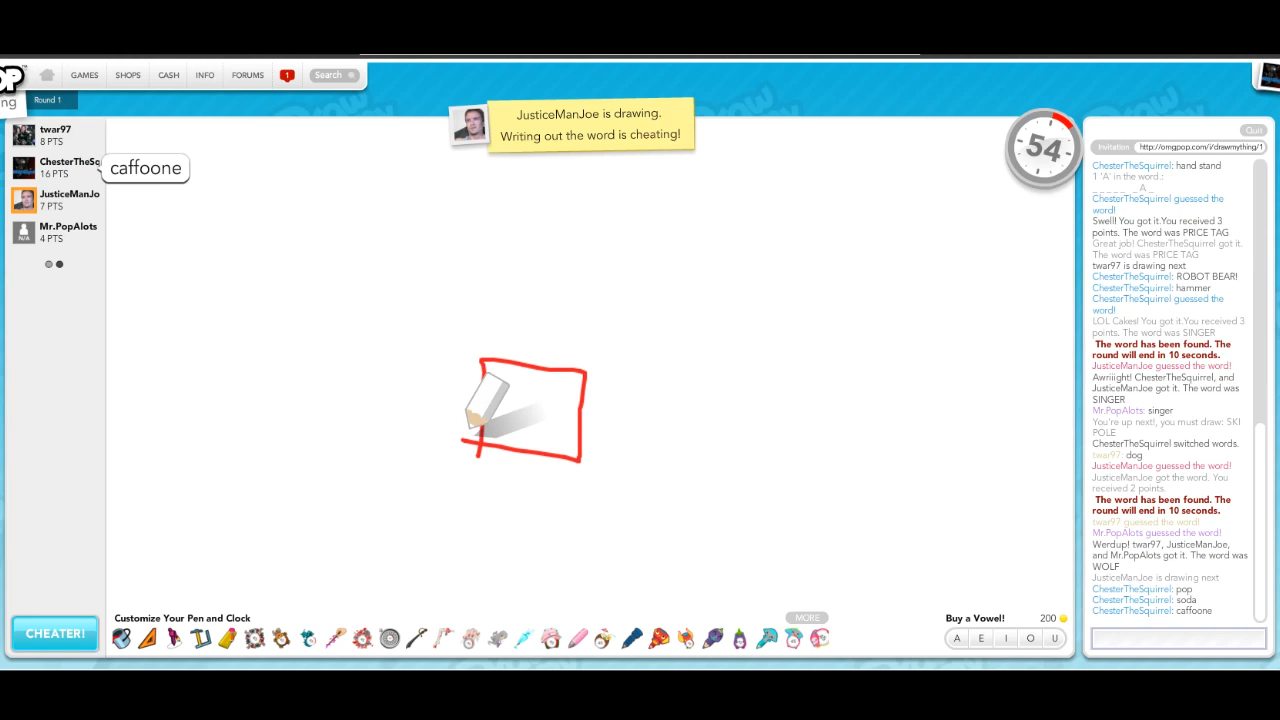 OP™
GAMES SHOPS CASH INFO FORUMS 1 Search
ng
Round 1
twar97
8 PTS
ChesterTheSq
16 PTS
caffoone
JusticeManJo
7 PTS
Mr.PopAlots
N/A
4 PTS
JusticeManJoe is drawing.
Writing out the word is cheating!
54
CHEATER!
Customize Your Pen and Clock
MORE
Buy a Vowel!
200
A E I O U
Quit
Invitation http://omgpop.com/i/drawmything/1
ChesterTheSquirrel: hand stand
1 'A' in the word.:
_ _ _ _ _ _ A _
ChesterTheSquirrel guessed the
word!
Swell! You got it.You received 3
points. The word was PRICE TAG
Great job! ChesterTheSquirrel got it.
The word was PRICE TAG
twar97 is drawing next
ChesterTheSquirrel: ROBOT BEAR!
ChesterTheSquirrel: hammer
ChesterTheSquirrel guessed the
word!
LOL Cakes! You got it.You received 3
points. The word was SINGER
The word has been found. The
round will end in 10 seconds.
JusticeManJoe guessed the word!
Awriiight! ChesterTheSquirrel, and
JusticeManJoe got it. The word was
SINGER
Mr.PopAlots: singer
You're up next!, you must draw: SKI
POLE
ChesterTheSquirrel switched words.
twar97: dog
JusticeManJoe guessed the word!
JusticeManJoe got the word. You
received 2 points.
The word has been found. The
round will end in 10 seconds.
twar97 guessed the word!
Mr.PopAlots guessed the word!
Werdup! twar97, JusticeManJoe,
and Mr.PopAlots got it. The word was
WOLF
JusticeManJoe is drawing next
ChesterTheSquirrel: pop
ChesterTheSquirrel: soda
ChesterTheSquirrel: caffoone